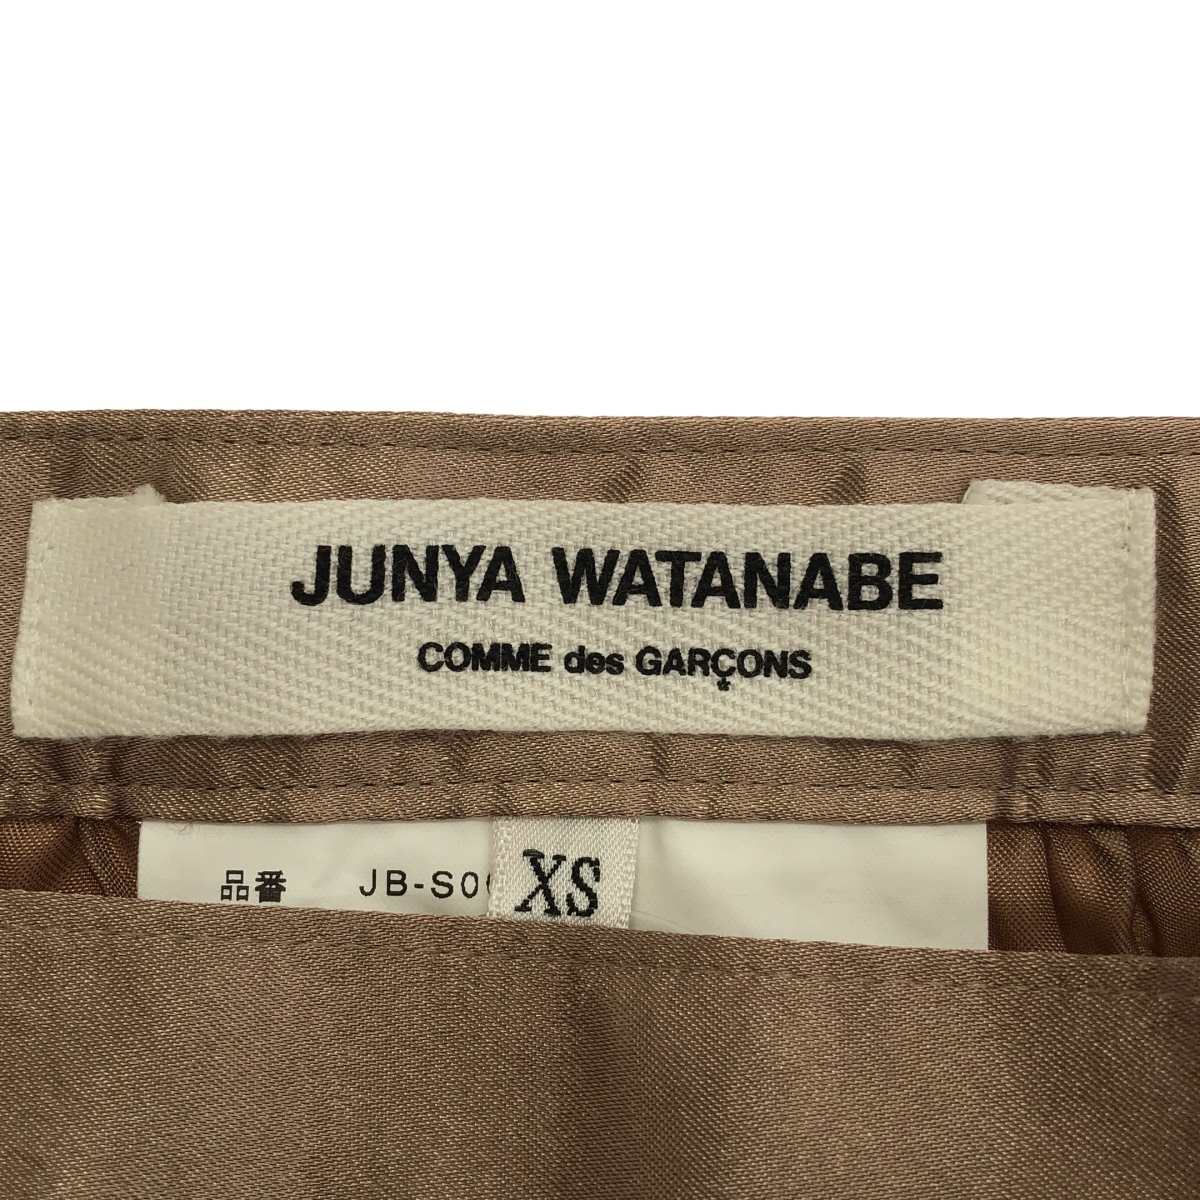 JUNYA WATANABE
COMME des GARÇONS
品番 JB-S0
XS